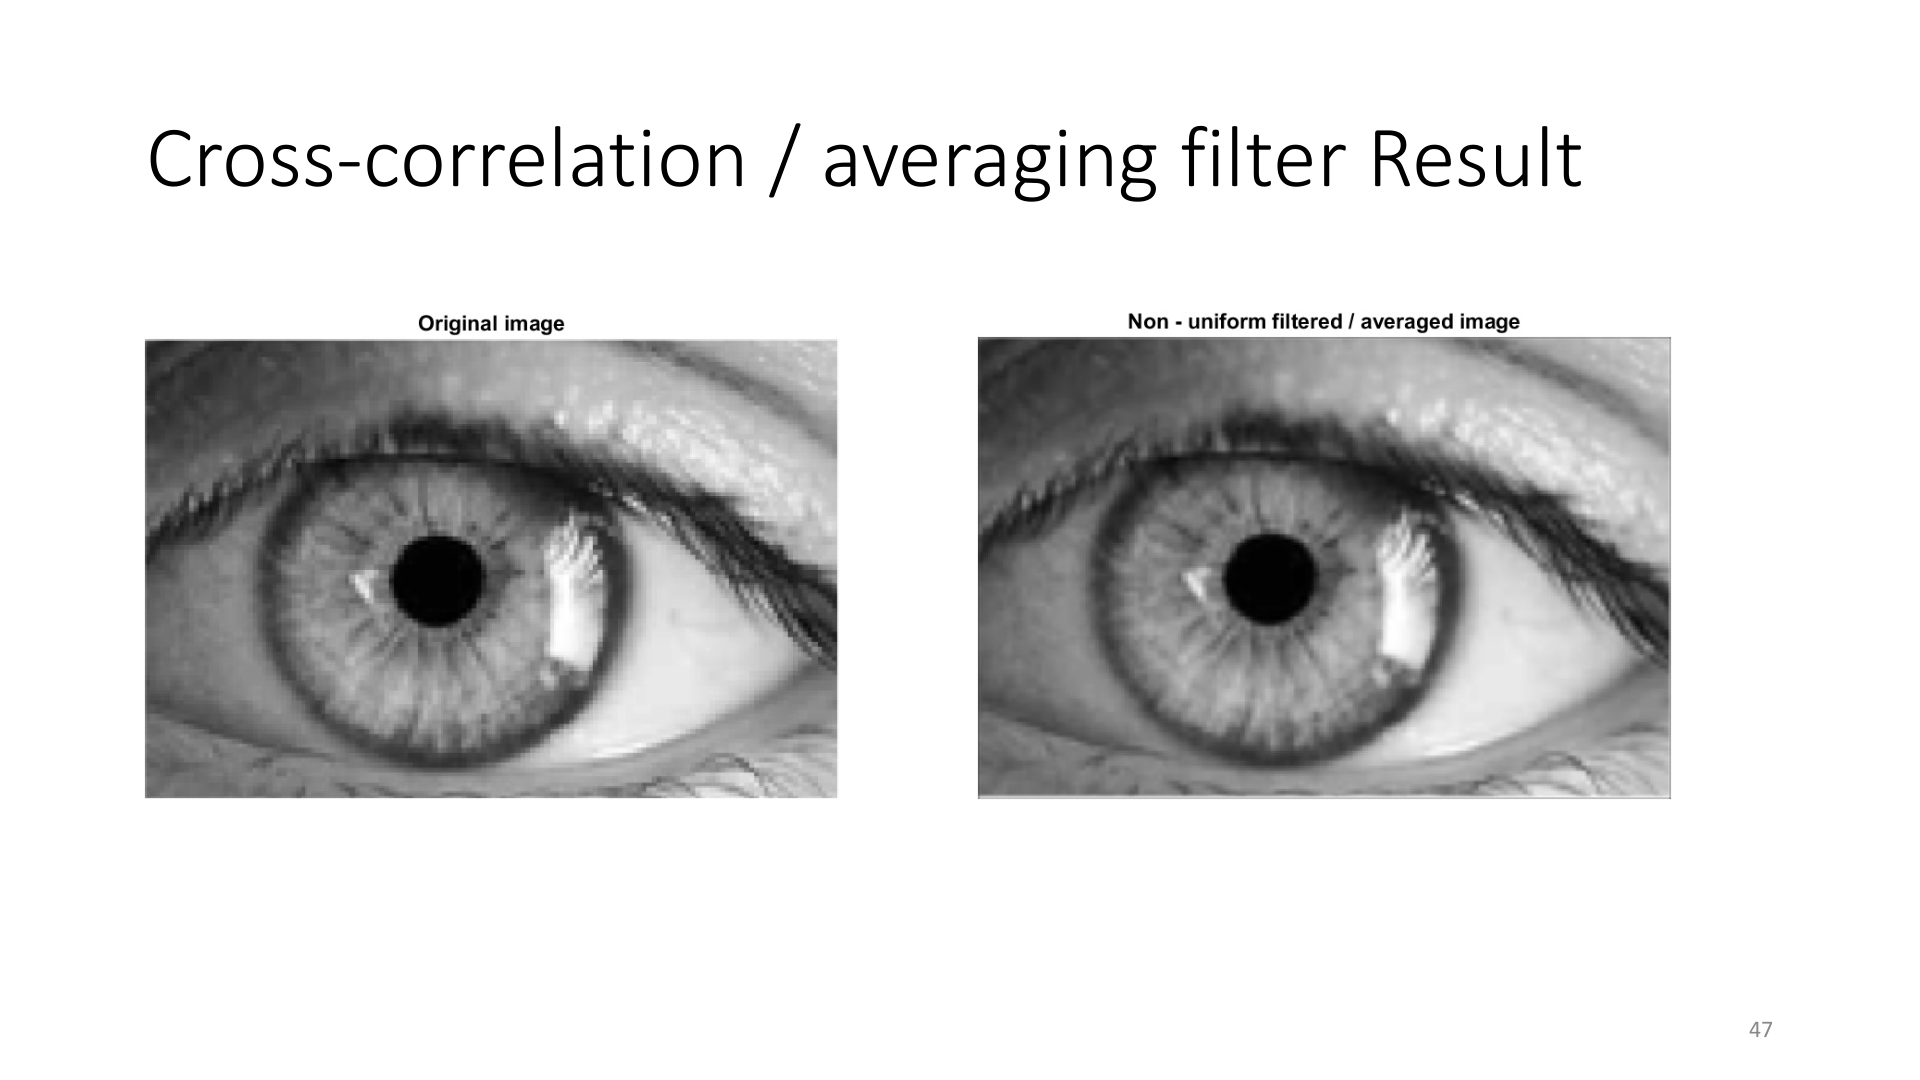 Cross-correlation / averaging filter Result
Original image
Non - uniform filtered / averaged image
47